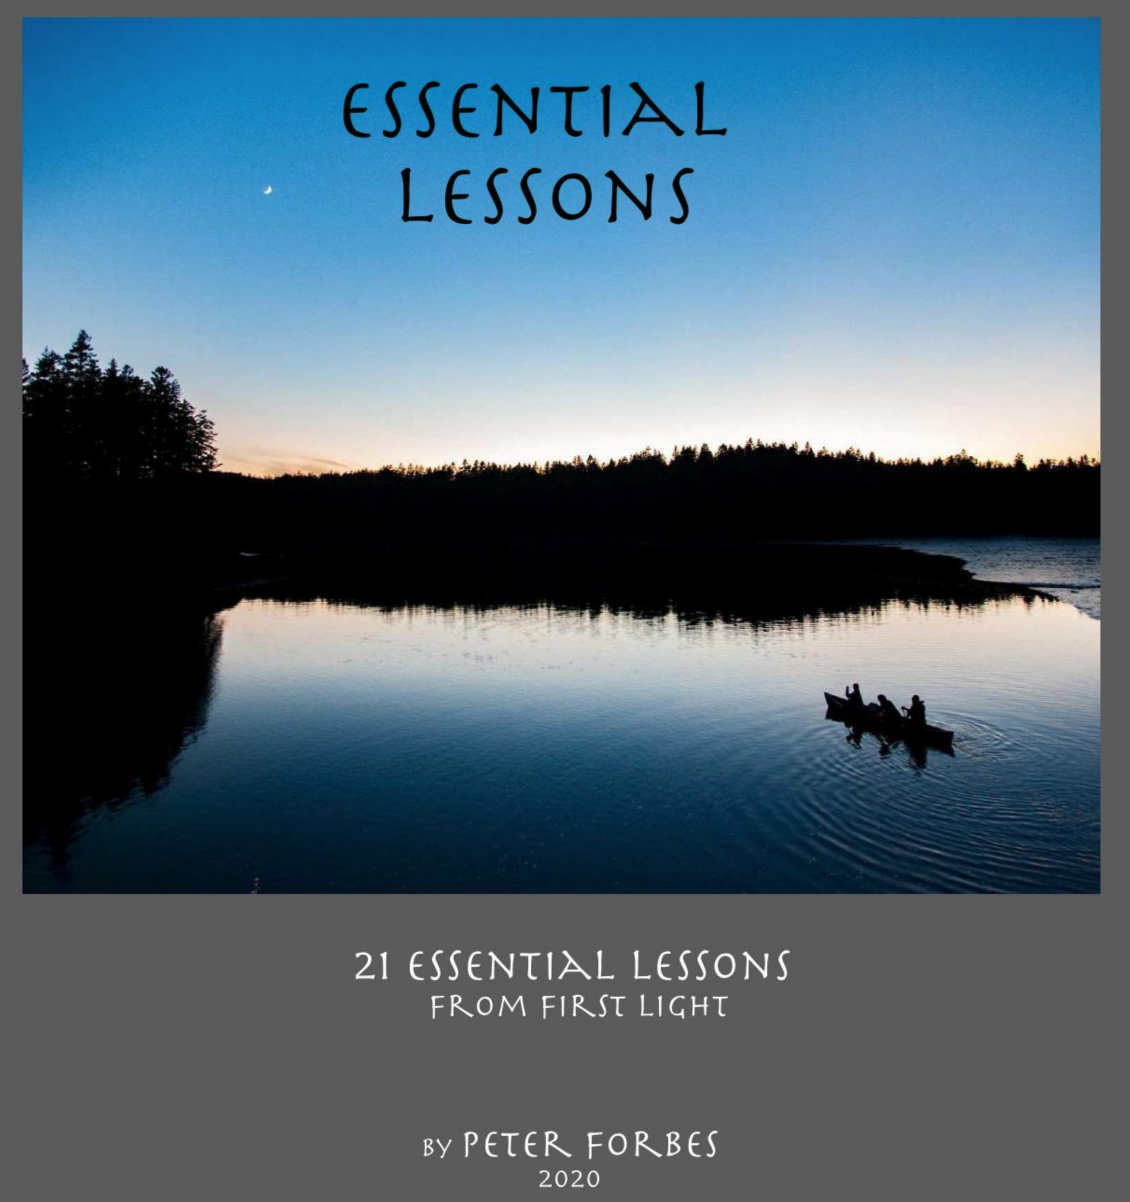 ESSENTIAL
LESSONS
21 ESSENTIAL LESSONS
FROM FIRST LIGHT
BY PETER FORBES
2020